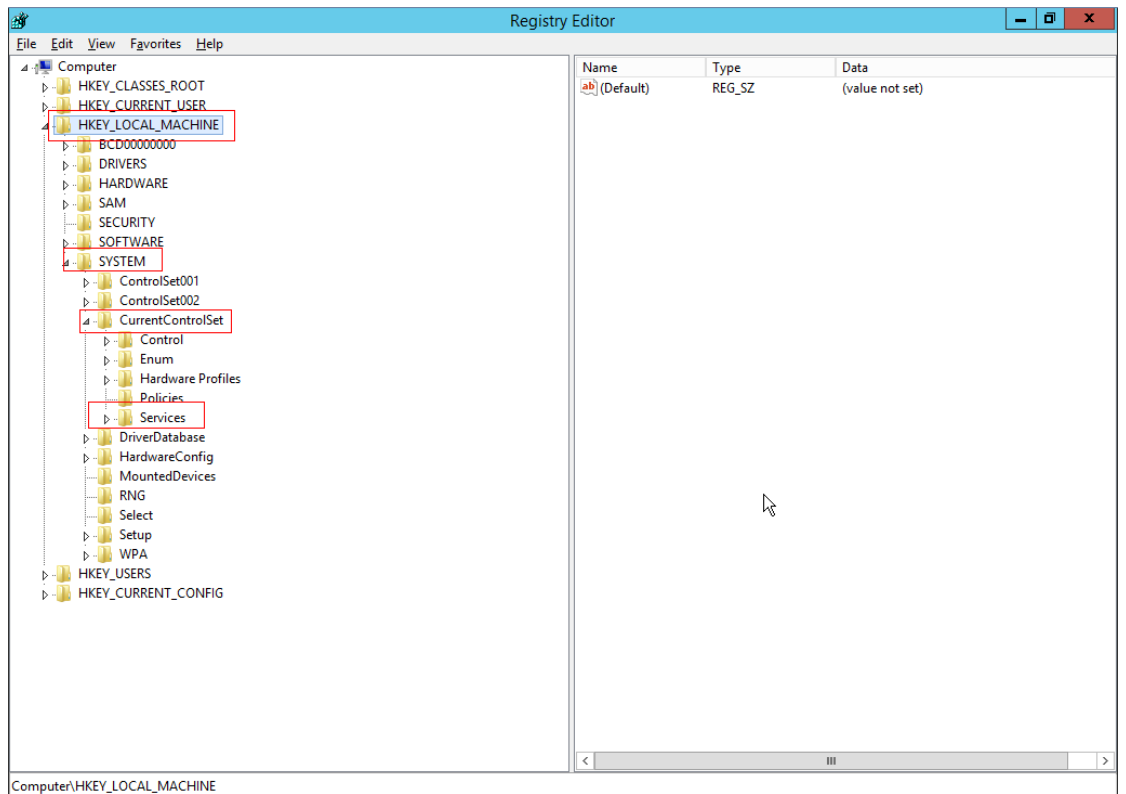 Registry Editor
File Edit View Favorites Help
Computer
HKEY_CLASSES_ROOT
HKEY_CURRENT_USER
HKEY_LOCAL_MACHINE
BCD00000000
DRIVERS
HARDWARE
SAM
SECURITY
SOFTWARE
SYSTEM
ControlSet001
ControlSet002
CurrentControlSet
Control
Enum
Hardware Profiles
Policies
Services
DriverDatabase
HardwareConfig
MountedDevices
RNG
Select
Setup
WPA
HKEY_USERS
HKEY_CURRENT_CONFIG
Name Type Data
ab (Default) REG_SZ (value not set)
Computer\HKEY_LOCAL_MACHINE